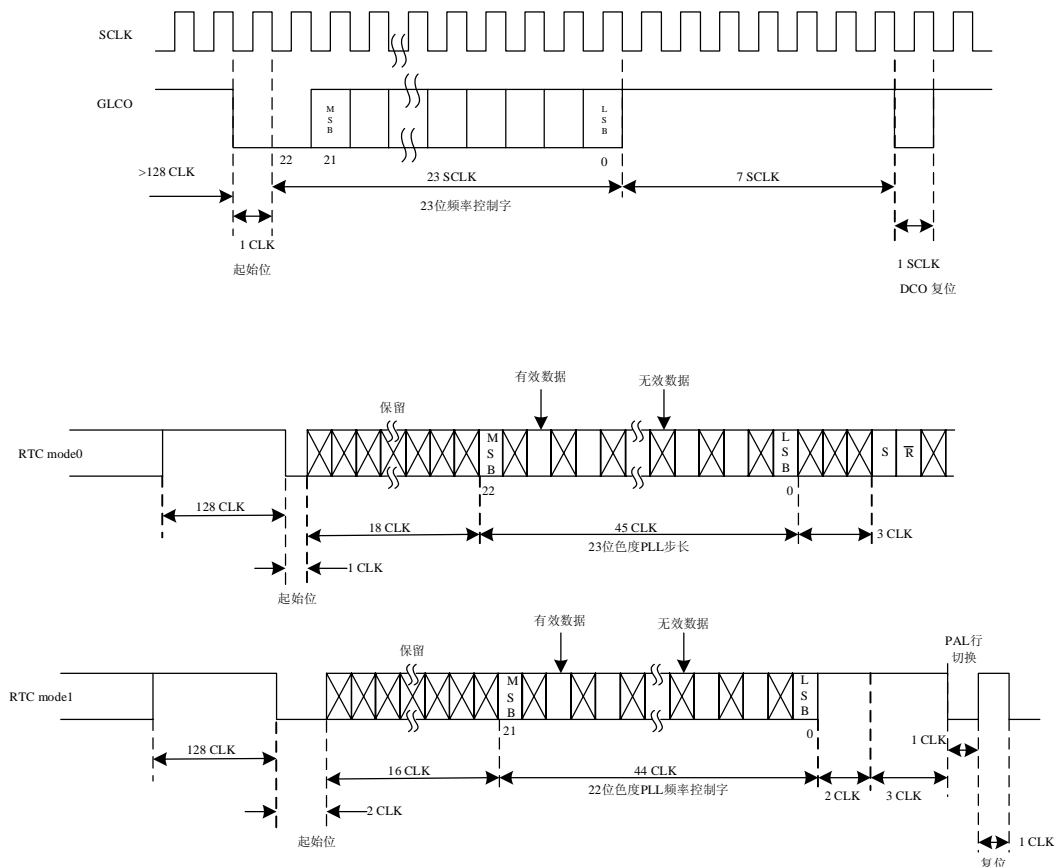 SCLK
GLCO
M
S
B
L
S
B
22
21
0
>128 CLK
23 SCLK
7 SCLK
23位频率控制字
1 CLK
起始位
1 SCLK
DCO 复位
有效数据
无效数据
保留
RTC mode0
M
S
B
L
S
B
S
R̅
22
0
128 CLK
18 CLK
45 CLK
3 CLK
23位色度PLL步长
1 CLK
起始位
有效数据
无效数据
PAL行
切换
保留
RTC mode1
M
S
B
L
S
B
21
0
128 CLK
1 CLK
16 CLK
44 CLK
2 CLK
3 CLK
22位色度PLL频率控制字
2 CLK
1 CLK
起始位
复位